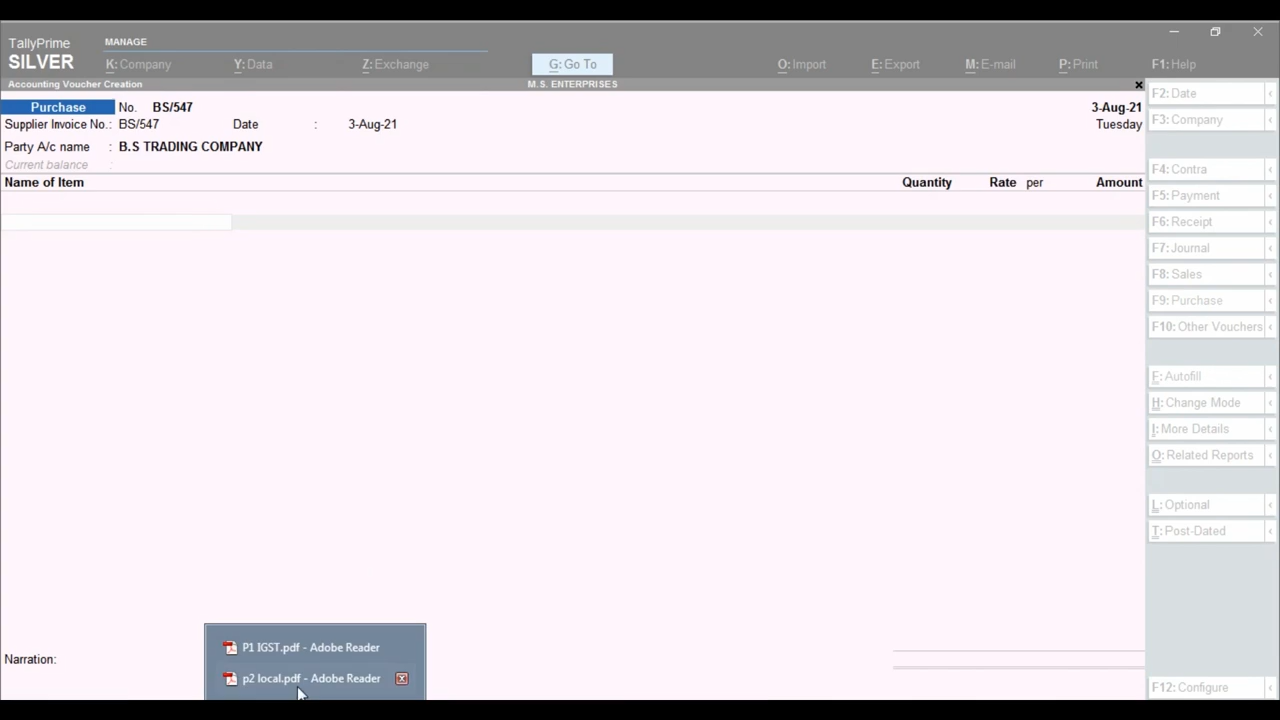 TallyPrime
SILVER
MANAGE
K: Company
Y: Data
Z: Exchange
G: Go To
O: Import
E: Export
M: E-mail
P: Print
F1: Help
Accounting Voucher Creation
M.S. ENTERPRISES
Purchase No. BS/547
3-Aug-21
Supplier Invoice No.: BS/547 Date : 3-Aug-21
Tuesday
Party A/c name : B.S TRADING COMPANY
Current balance :
Name of Item Quantity Rate per Amount
Narration:
P1 IGST.pdf - Adobe Reader
p2 local.pdf - Adobe Reader
F2: Date
F3: Company
F4: Contra
F5: Payment
F6: Receipt
F7: Journal
F8: Sales
F9: Purchase
F10: Other Vouchers
F: Autofill
H: Change Mode
I: More Details
O: Related Reports
L: Optional
T: Post-Dated
F12: Configure